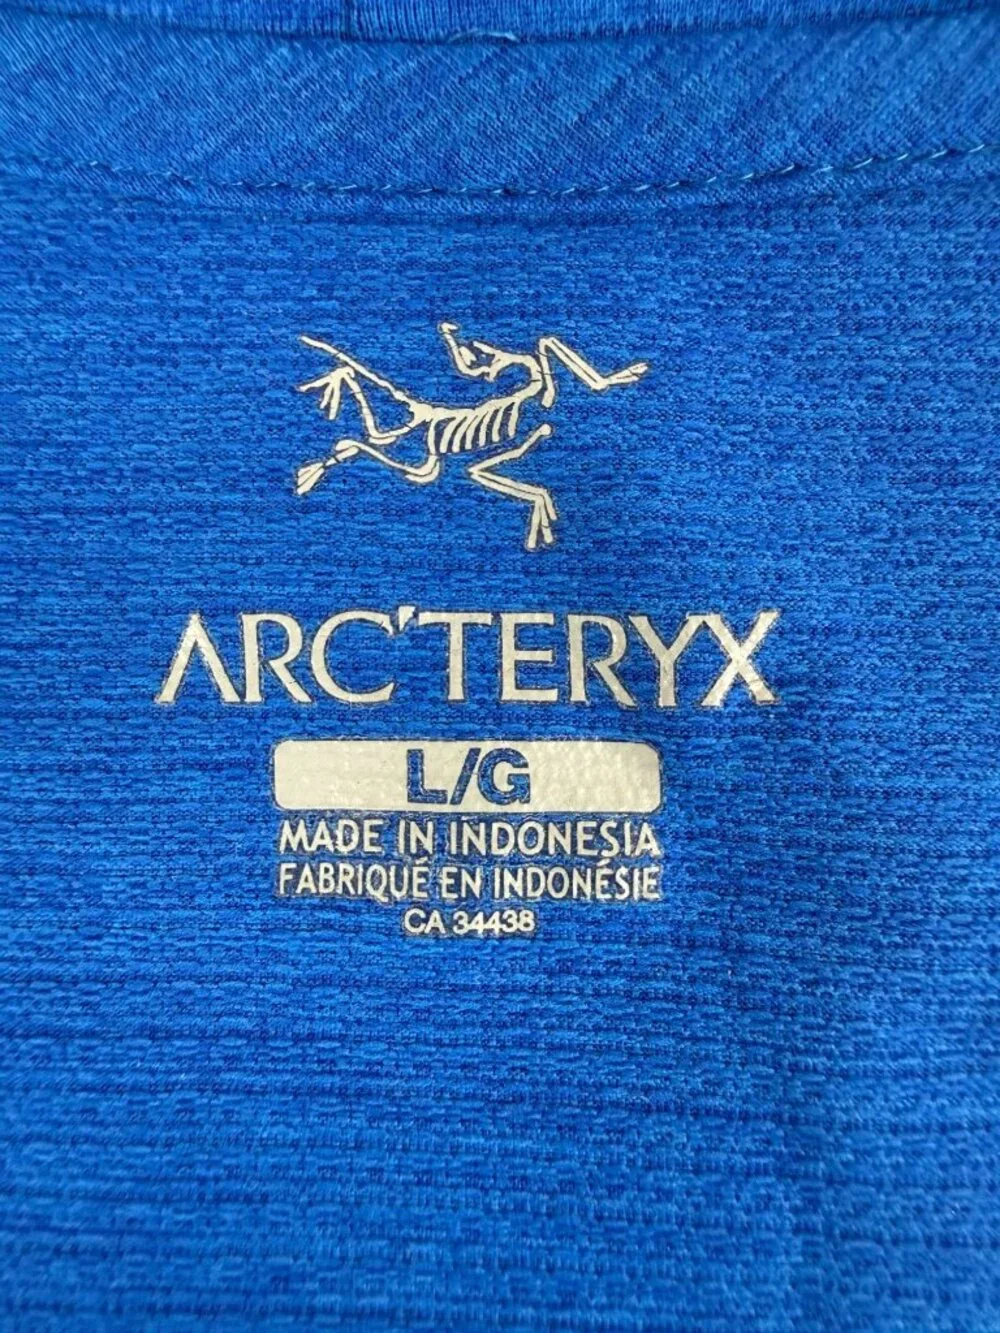 ARC'TERYX
L/G
MADE IN INDONESIA
FABRIQUÉ EN INDONÉSIE
CA 34438